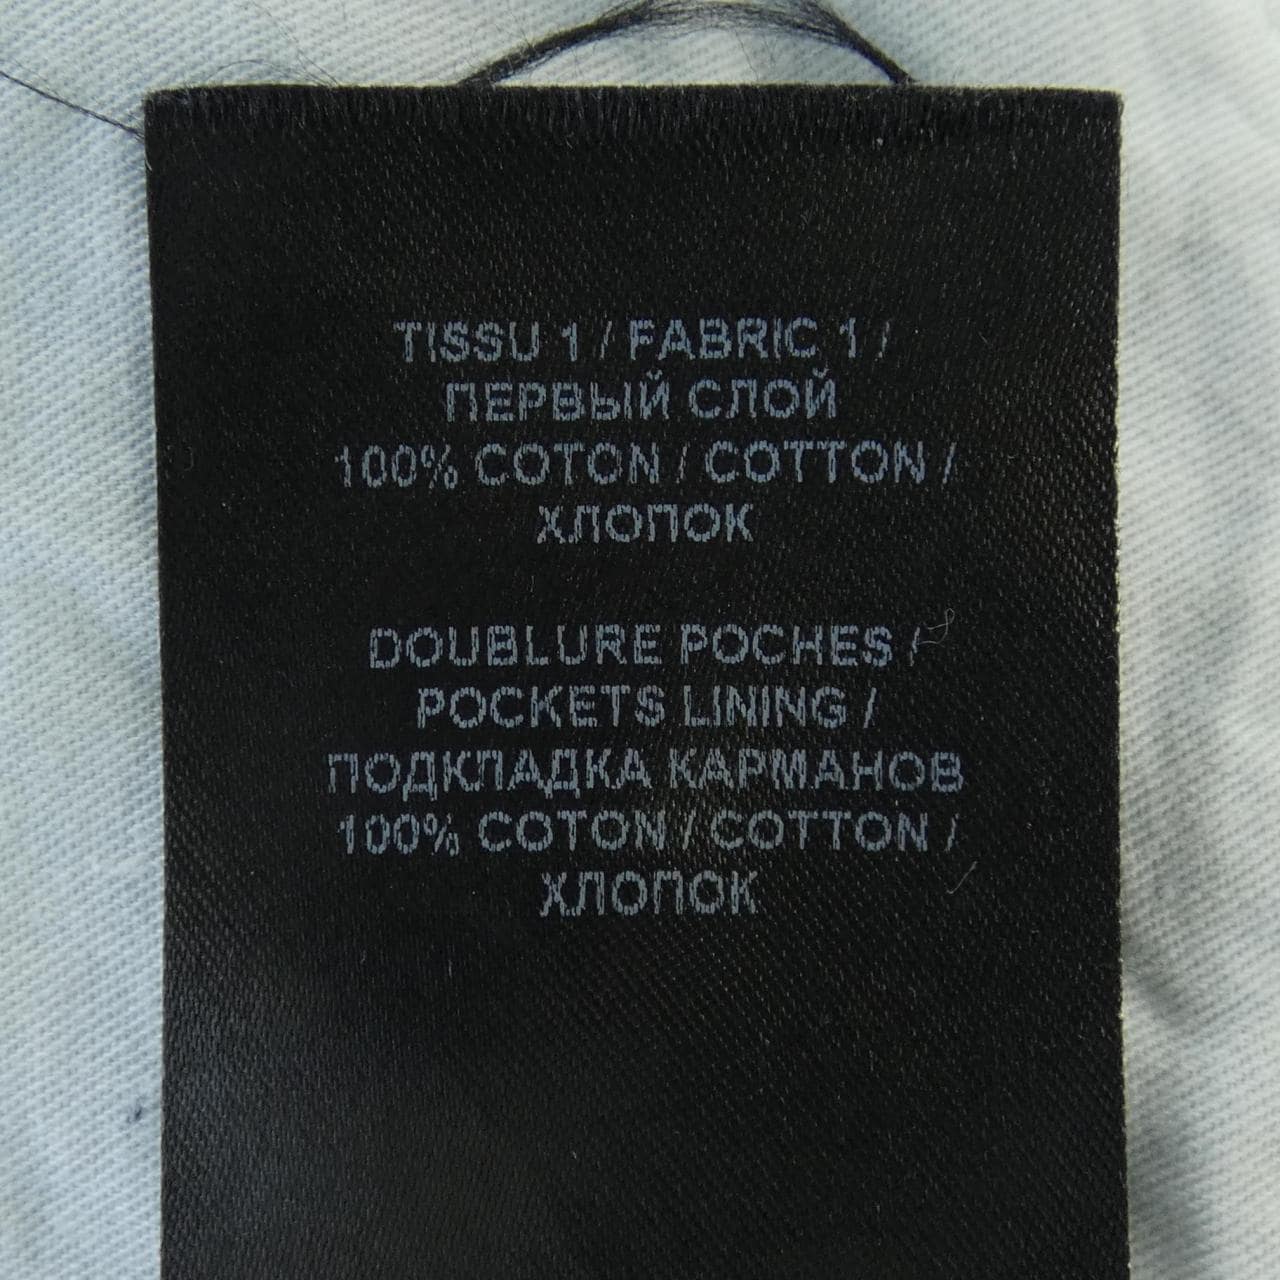 TISSU 1 / FABRIC 1 /
ПЕРВЫЙ СЛОЙ
100% COTON / COTTON /
ХЛОПОК
DOUBLURE POCHES /
POCKETS LINING /
ПОДКЛАДКА КАРМАНОВ
100% COTON / COTTON /
ХЛОПОК